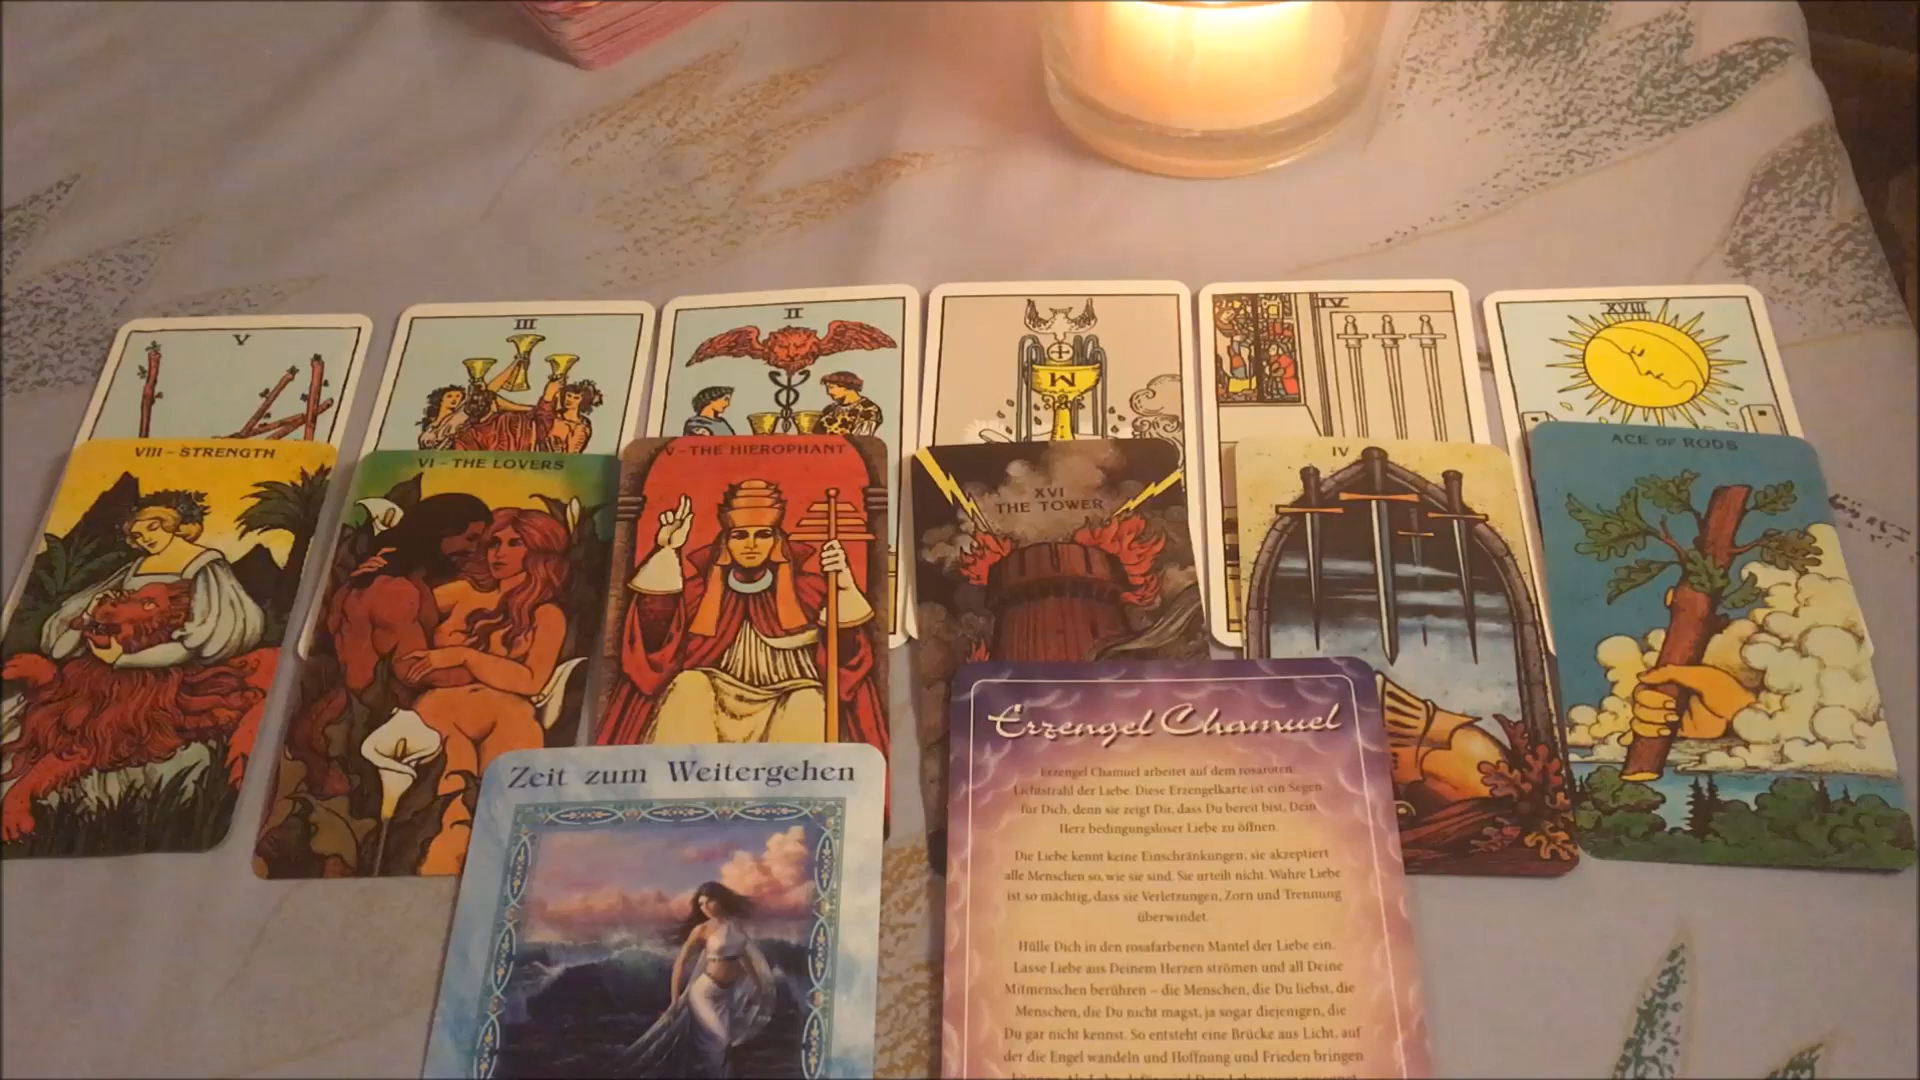 V
III
II
IV
XVIII
VIII – STRENGTH
VI – THE LOVERS
V – THE HIEROPHANT
XVI
THE TOWER
IV
ACE OF RODS
Zeit zum Weitergehen
Erzengel Chamuel
Erzengel Chamuel arbeitet auf dem rosaroten
Lichtstrahl der Liebe. Diese Erzengelkarte ist ein Segen
für Dich, denn sie zeigt Dir, dass Du bereit bist, Dein
Herz bedingungsloser Liebe zu öffnen.
Die Liebe kennt keine Einschränkungen, sie akzeptiert
alle Menschen so, wie sie sind. Sie urteilt nicht. Wahre Liebe
ist so mächtig, dass sie Verletzungen, Zorn und Trennung
überwindet.
Hülle Dich in den rosafarbenen Mantel der Liebe ein.
Lasse Liebe aus Deinem Herzen strömen und all Deine
Mitmenschen berühren – die Menschen, die Du liebst, die
Menschen, die Du nicht magst, ja sogar diejenigen, die
Du gar nicht kennst. So entsteht eine Brücke aus Licht, auf
der die Engel wandeln und Hoffnung und Frieden bringen